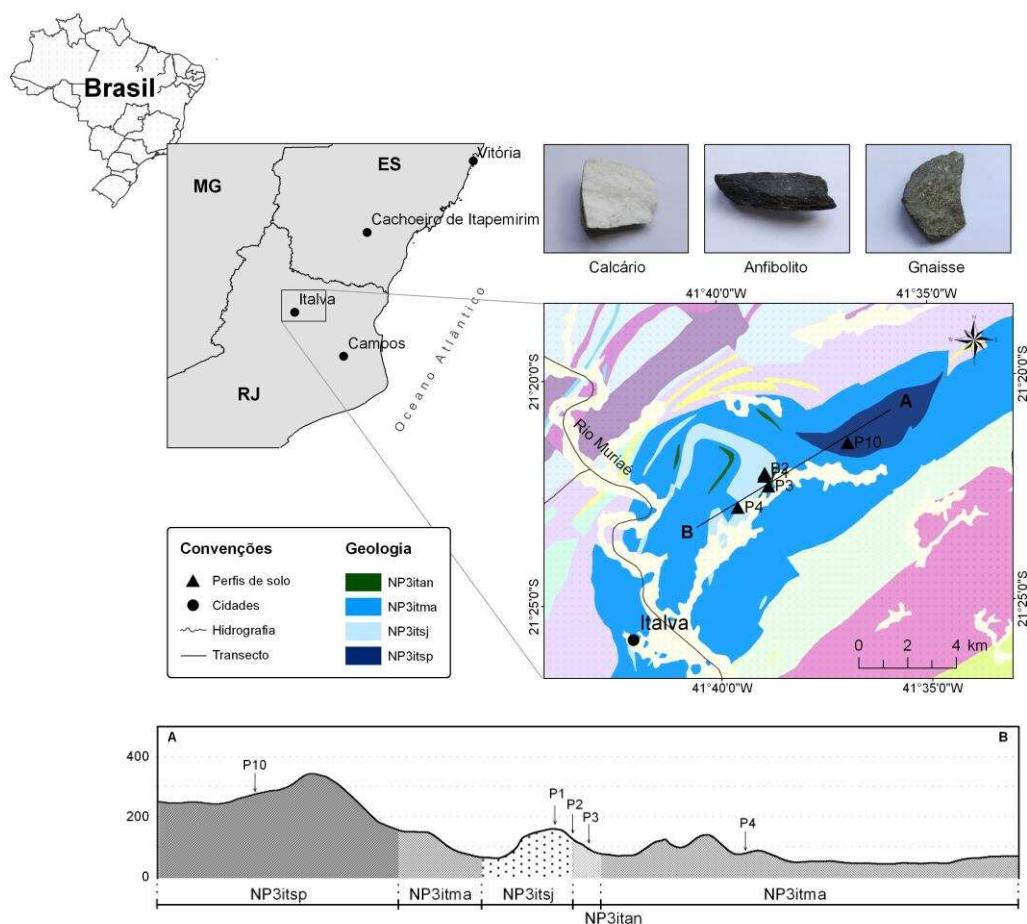 Brasil
MG
ES
Vitória
Cachoeiro de Itapemirim
Italva
Campos
RJ
Oceano Atlântico
Calcário
Anfibolito
Gnaisse
41°40'0"W
41°35'0"W
21°20'0"S
21°20'0"S
Rio Muriaé
A
P10
P3
P4
B
21°25'0"S
21°25'0"S
Italva
0 2 4 km
41°40'0"W
41°35'0"W
Convenções
Perfis de solo
Cidades
Hidrografia
Transecto
Geologia
NP3itan
NP3itma
NP3itsj
NP3itsp
A
B
400
200
0
P10
P1
P2
P3
P4
NP3itsp
NP3itma
NP3itsj
NP3itan
NP3itma